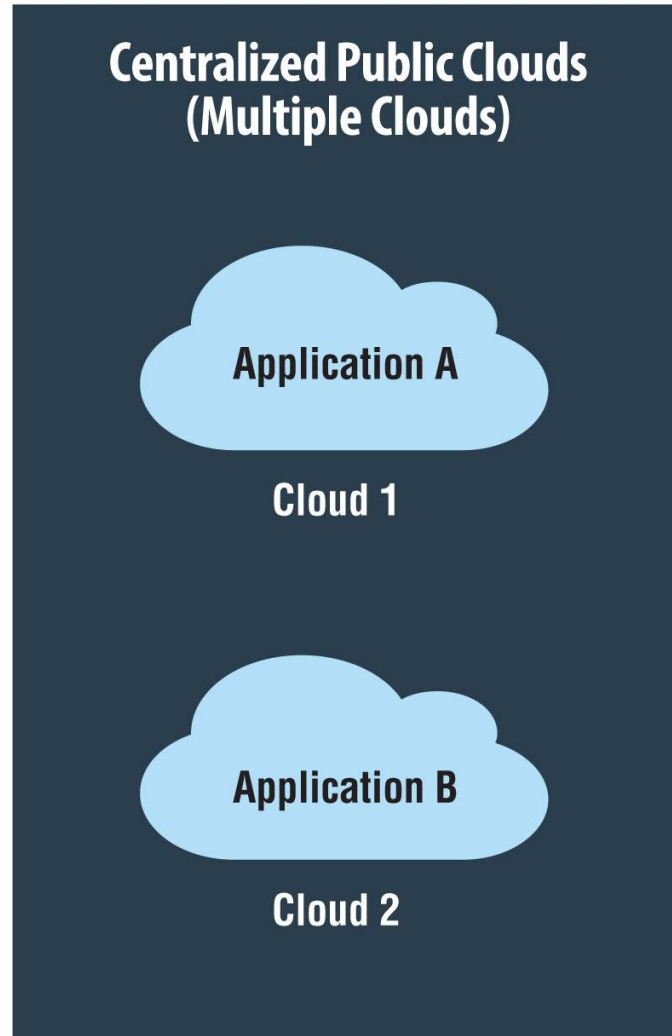 Centralized Public Clouds
(Multiple Clouds)
Application A
Cloud 1
Application B
Cloud 2